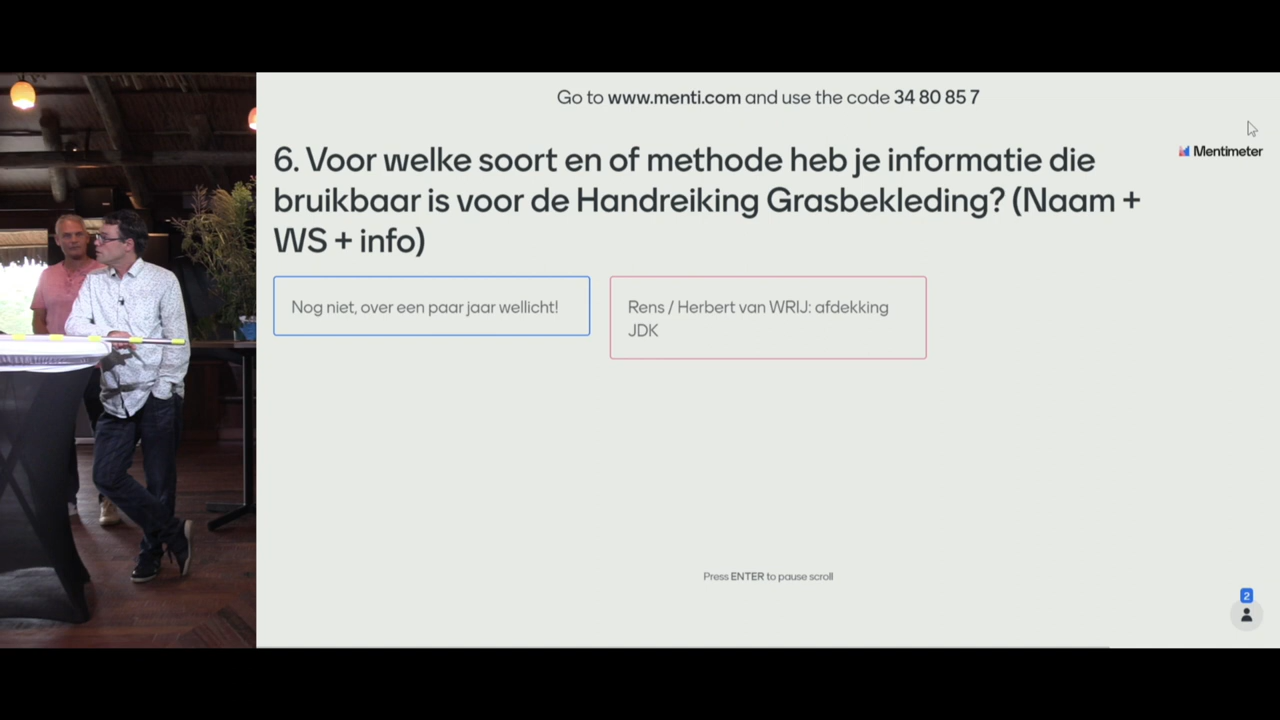 Go to www.menti.com and use the code 34 80 85 7
Mentimeter
6. Voor welke soort en of methode heb je informatie die
bruikbaar is voor de Handreiking Grasbekleding? (Naam +
WS + info)
Nog niet, over een paar jaar wellicht!
Rens / Herbert van WRIJ: afdekking
JDK
Press ENTER to pause scroll
2